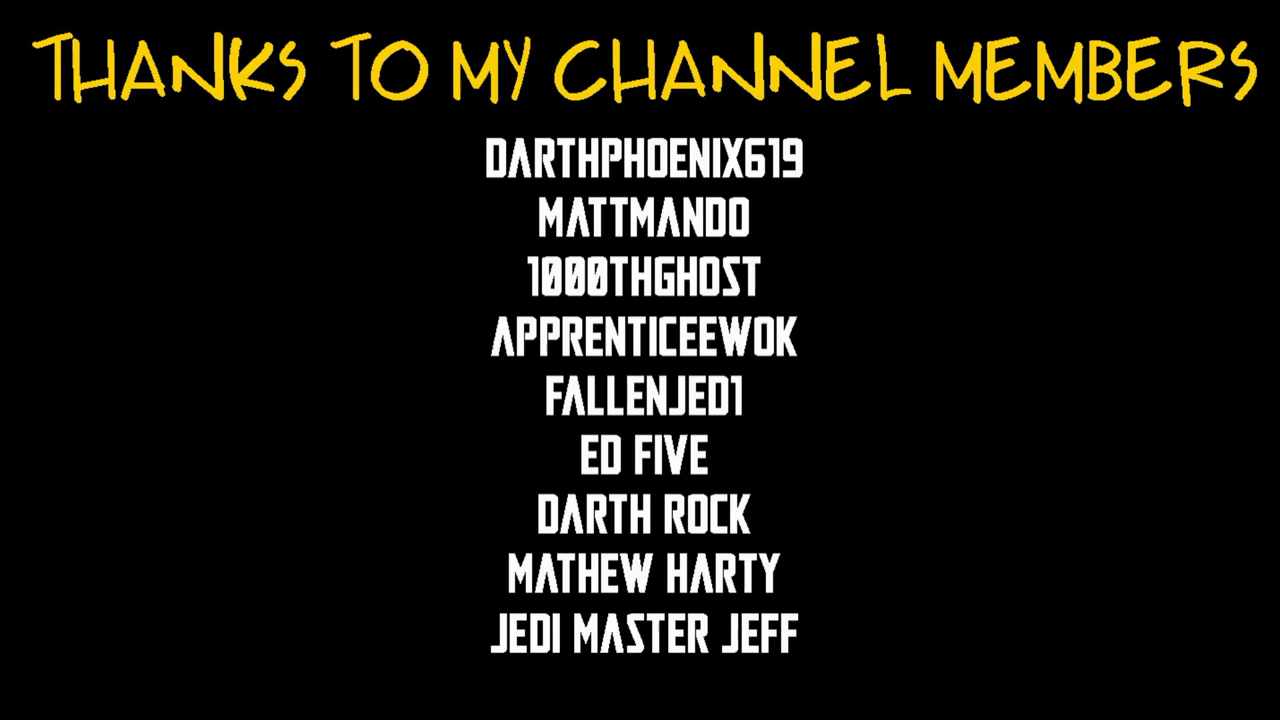 THANKS TO MY CHANNEL MEMBERS
DARTHPHOENIX619
MATTMANDO
1000THGHOST
APPRENTICEEWOK
FALLENJED1
ED FIVE
DARTH ROCK
MATHEW HARTY
JEDI MASTER JEFF